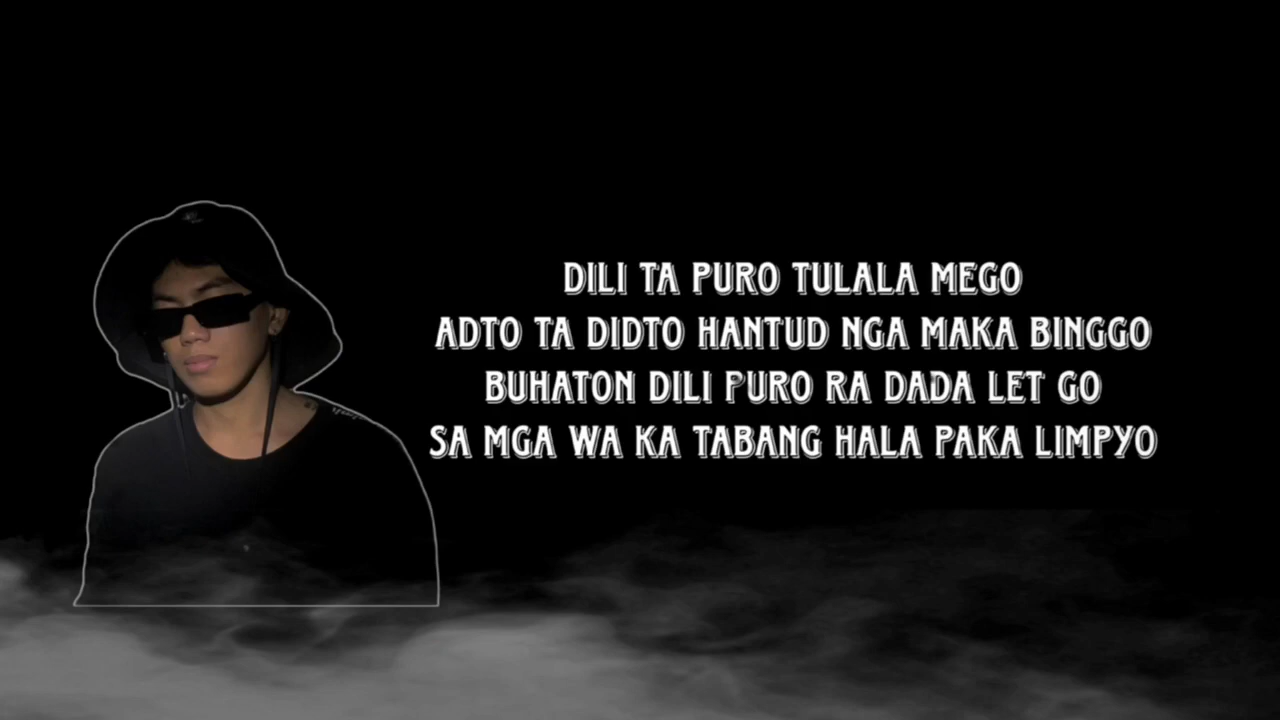 DILI TA PURO TULALA MEGO
ADTO TA DIDTO HANTUD NGA MAKA BINGGO
BUHATON DILI PURO RA DADA LET GO
SA MGA WA KA TABANG HALA PAKA LIMPYO